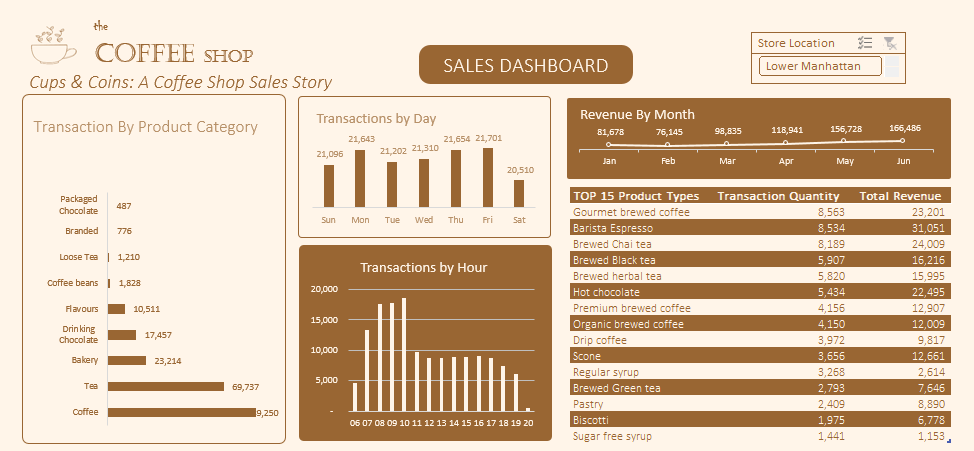 the
COFFEE SHOP
Cups & Coins: A Coffee Shop Sales Story
SALES DASHBOARD
Store Location
Lower Manhattan
Transaction By Product Category
Packaged
Chocolate
487
Branded
776
Loose Tea
1,210
Coffee beans
1,828
Flavours
10,511
Drinking
Chocolate
17,457
Bakery
23,214
Tea
69,737
Coffee
9,250
Transactions by Day
21,096
21,643
21,202
21,310
21,654
21,701
20,510
Sun Mon Tue Wed Thu Fri Sat
Transactions by Hour
20,000
15,000
10,000
5,000
-
06 07 08 09 10 11 12 13 14 15 16 17 18 19 20
Revenue By Month
81,678 76,145 98,835 118,941 156,728 166,486
Jan Feb Mar Apr May Jun
TOP 15 Product Types Transaction Quantity Total Revenue
Gourmet brewed coffee 8,563 23,201
Barista Espresso 8,534 31,051
Brewed Chai tea 8,189 24,009
Brewed Black tea 5,907 16,216
Brewed herbal tea 5,820 15,995
Hot chocolate 5,434 22,495
Premium brewed coffee 4,156 12,907
Organic brewed coffee 4,150 12,009
Drip coffee 3,972 9,817
Scone 3,656 12,661
Regular syrup 3,268 2,614
Brewed Green tea 2,793 7,646
Pastry 2,409 8,890
Biscotti 1,975 6,778
Sugar free syrup 1,441 1,153